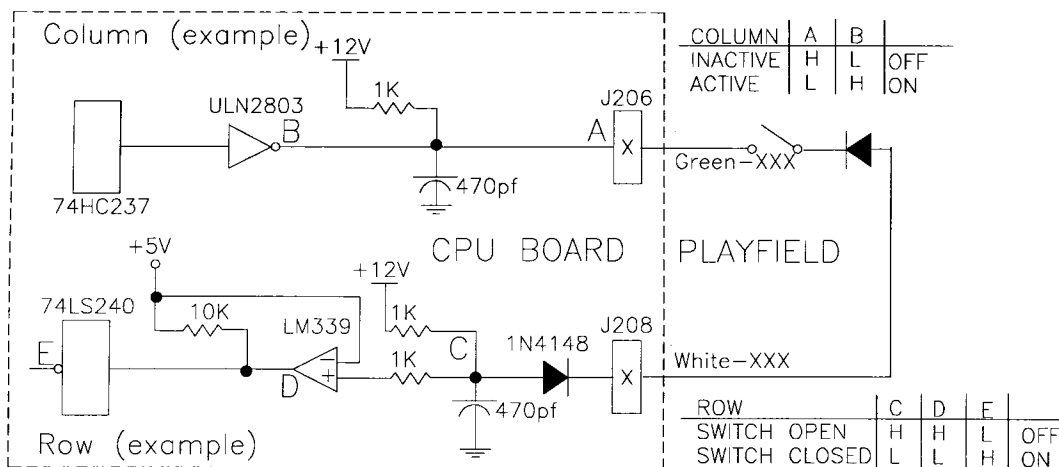 Column (example)
+12V
1K
ULN2803
B
A
J206
X
470pf
74HC237
Green-XXX
COLUMN A B
INACTIVE H L OFF
ACTIVE L H ON
CPU BOARD
PLAYFIELD
+5V
74LS240
10K
LM339
+12V
1K
C
1N4148
J208
E
D
−
+
1K
X
White-XXX
470pf
Row (example)
ROW C D E
SWITCH OPEN H H L OFF
SWITCH CLOSED L L H ON